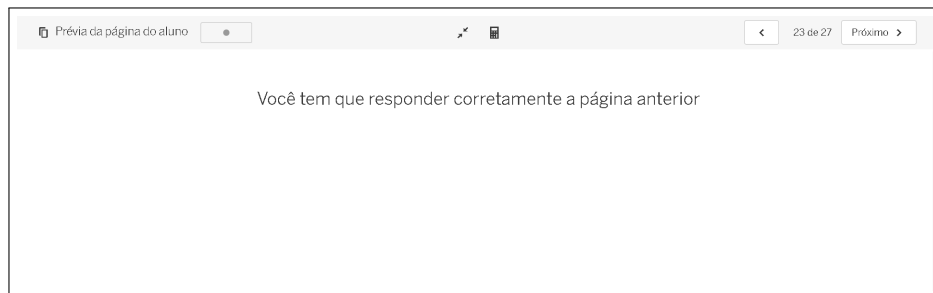 Prévia da página do aluno
23 de 27
Próximo
Você tem que responder corretamente a página anterior